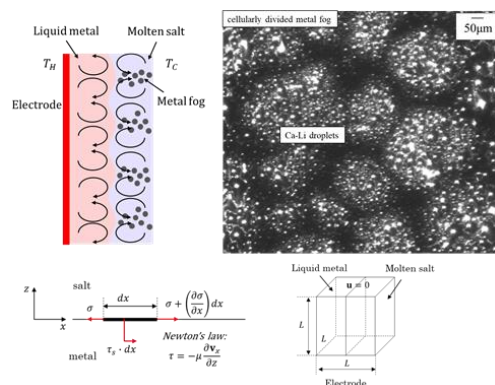 Liquid metal
Molten salt
T_H
T_C
Electrode
Metal fog
cellularly divided metal fog
50μm
Ca-Li droplets
z
x
salt
metal
dx
σ
σ + (∂σ/∂x) dx
τ_s · dx
Newton's law:
τ = −μ ∂v_x/∂z
Liquid metal
Molten salt
u = 0
L
L
Electrode